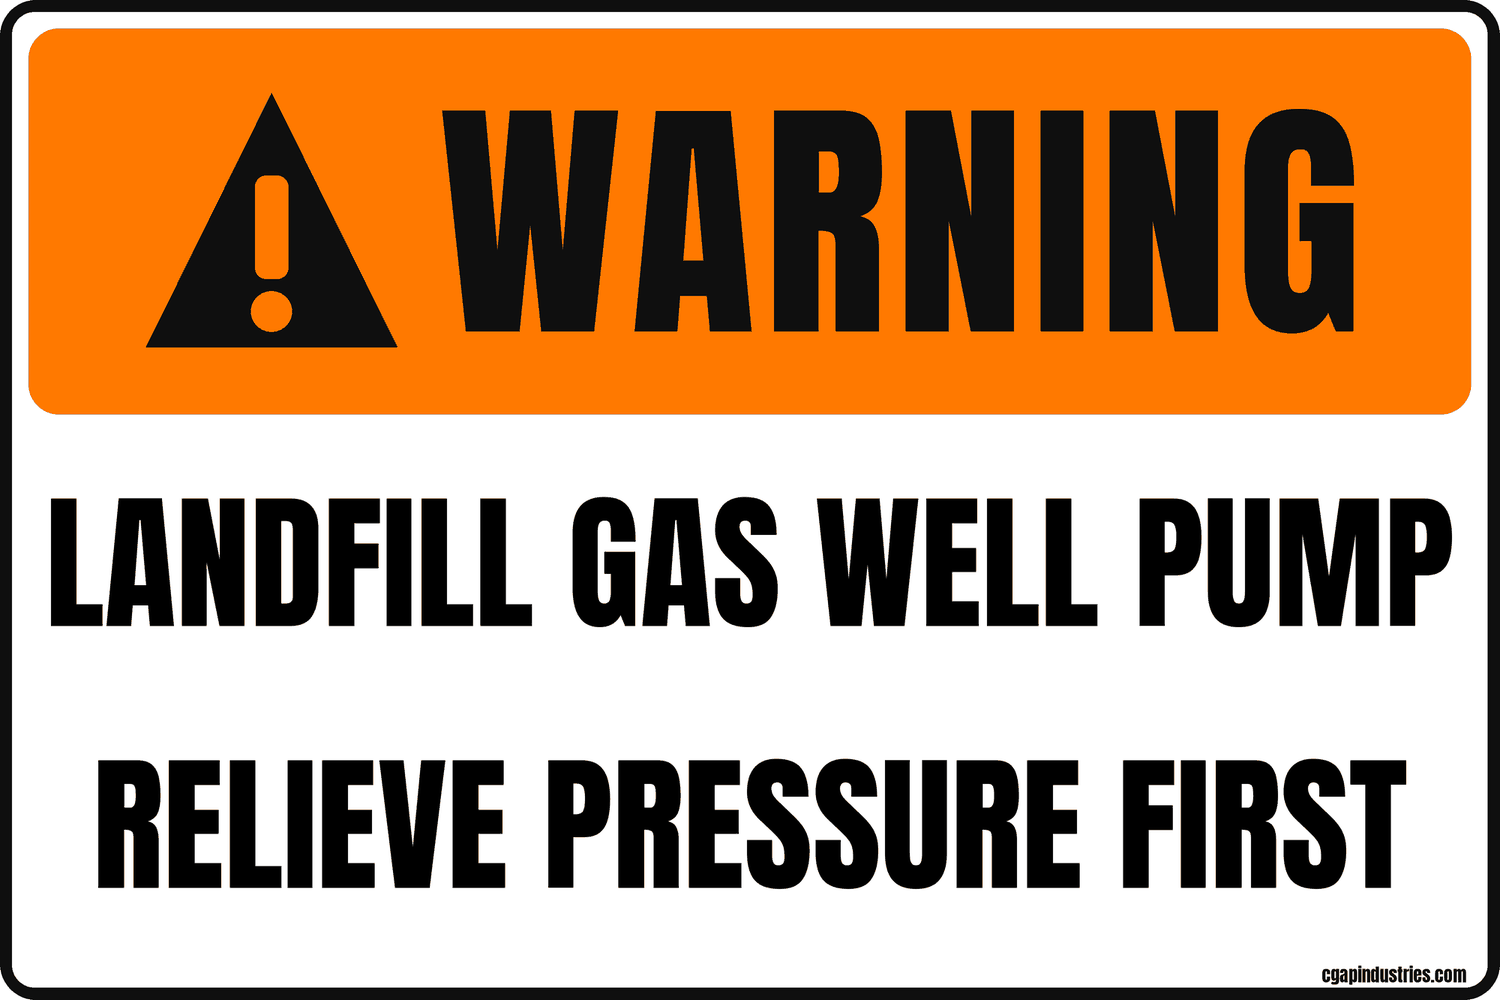 WARNING
LANDFILL GAS WELL PUMP
RELIEVE PRESSURE FIRST
cgapindustries.com